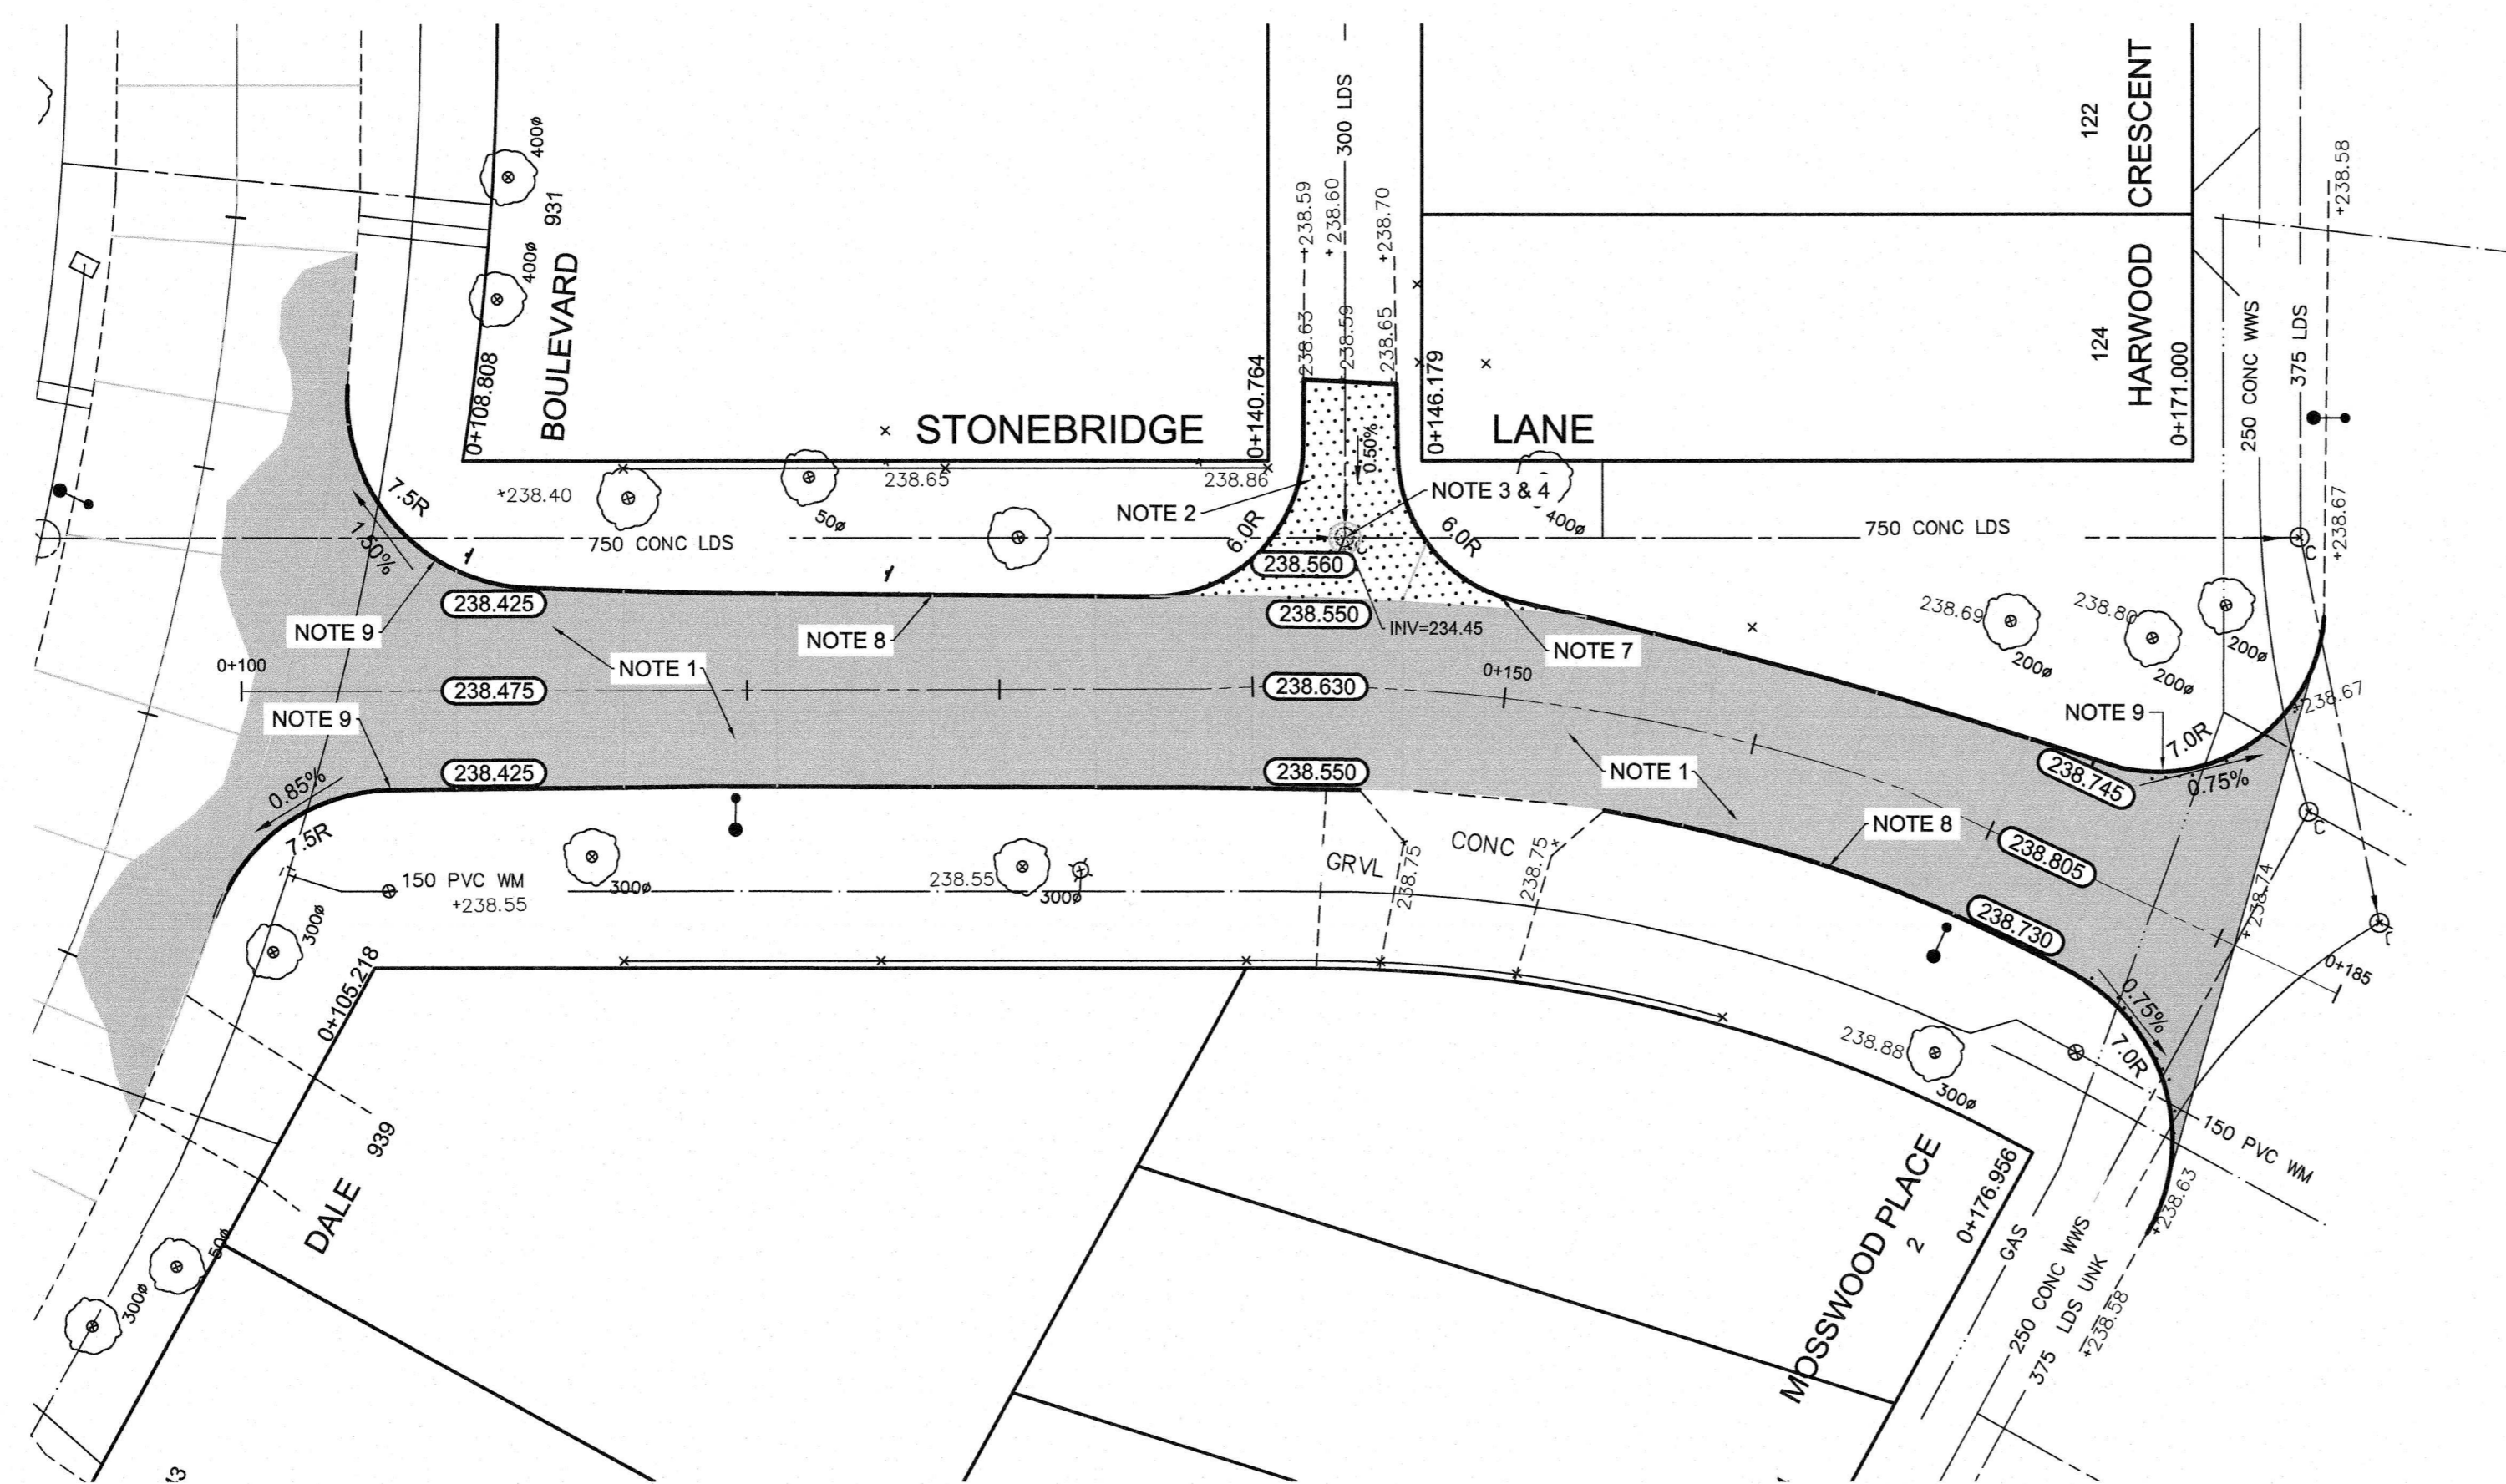 400ø
931
400ø
BOULEVARD
0+108.808
STONEBRIDGE
LANE
0+140.764
0+146.179
300 LDS
+238.59
+238.60
+238.70
238.63
238.59
238.65
0.50%
122
CRESCENT
124
HARWOOD
0+171.000
250 CONC WWS
375 LDS
+238.58
+238.67
7.5R
1.50%
+238.40
238.65
238.86
50ø
750 CONC LDS
NOTE 2
NOTE 3 & 4
6.0R
6.0R
400ø
750 CONC LDS
C
C
238.560
238.550
INV=234.45
238.425
NOTE 9
NOTE 8
NOTE 1
NOTE 7
0+100
238.475
238.630
0+150
NOTE 9
238.425
238.550
NOTE 1
238.69
200ø
238.80
200ø
200ø
+238.67
NOTE 9
7.0R
238.745
0.75%
NOTE 8
238.805
238.730
0.85%
7.5R
150 PVC WM
+238.55
300ø
238.55
300ø
GRVL
CONC
238.75
238.75
C
+238.74
0+185
0.75%
7.0R
300ø
0+105.218
238.88
300ø
150 PVC WM
+238.63
939
DALE
50ø
300ø
MOSSWOOD PLACE
2
0+176.956
GAS
250 CONC WWS
375 LDS UNK
+238.58